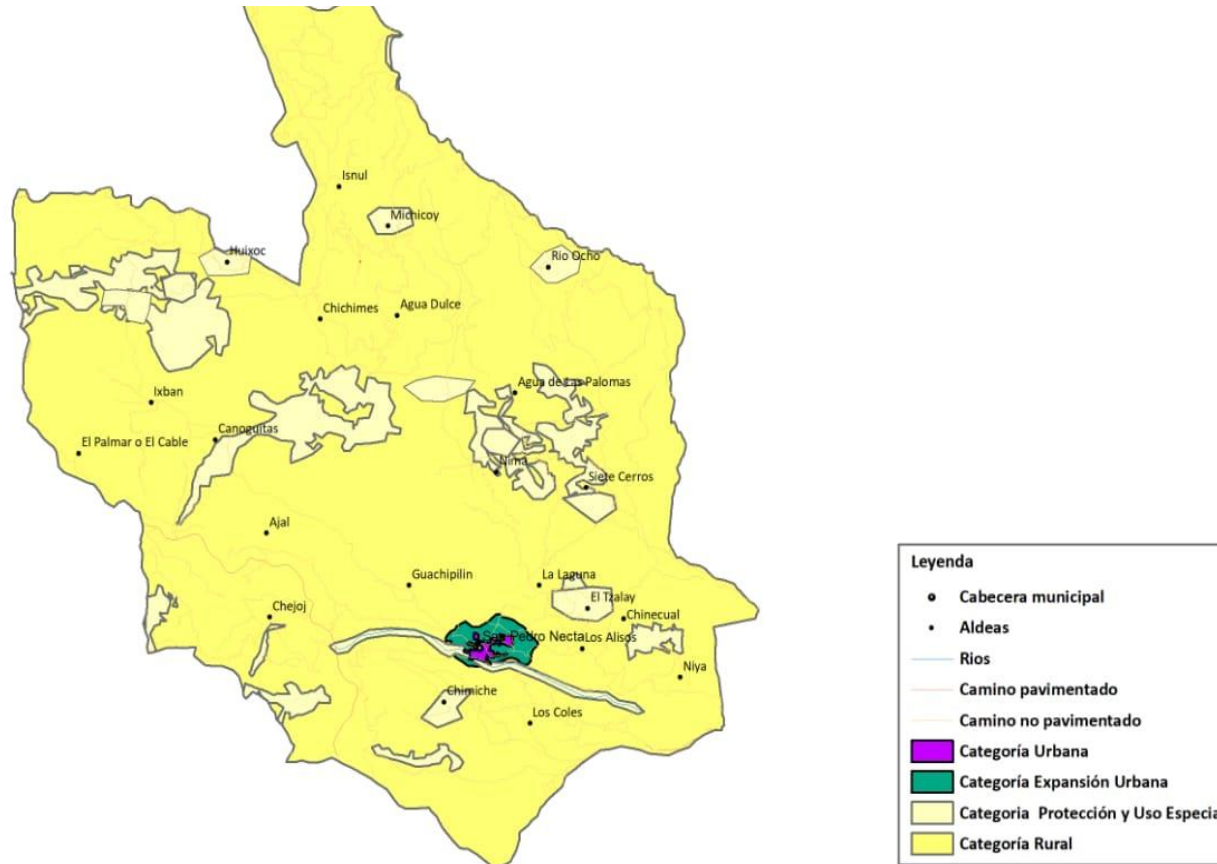 Isnul
Michicoy
Huixoc
Rio Ocho
Chichimes
Agua Dulce
Agua de Las Palomas
Ixban
Canoguitas
El Palmar o El Cable
Nima
Siete Cerros
Ajal
Guachipilin
La Laguna
El Tzalay
Chejoj
Chinecual
San Pedro Necta
Los Alisos
Niya
Chimiche
Los Coles
Leyenda
Cabecera municipal
Aldeas
Rios
Camino pavimentado
Camino no pavimentado
Categoría Urbana
Categoría Expansión Urbana
Categoria Protección y Uso Especia
Categoría Rural